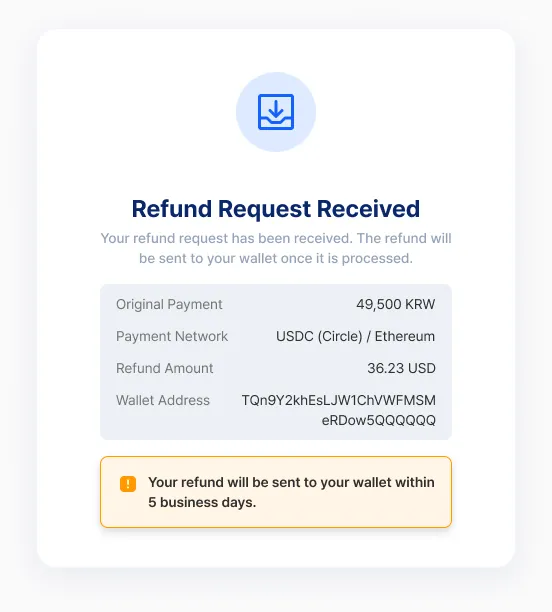 Refund Request Received
Your refund request has been received. The refund will
be sent to your wallet once it is processed.
Original Payment 49,500 KRW
Payment Network USDC (Circle) / Ethereum
Refund Amount 36.23 USD
Wallet Address TQn9Y2khEsLJW1ChVWFMSM
eRDow5QQQQQQ
! Your refund will be sent to your wallet within
5 business days.